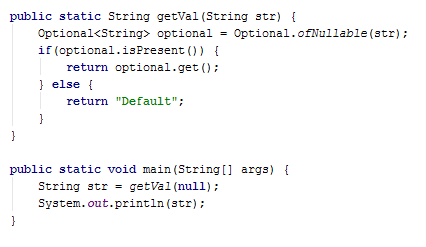 public static String getVal(String str) {
    Optional<String> optional = Optional.ofNullable(str);
    if(optional.isPresent()) {
        return optional.get();
    } else {
        return "Default";
    }
}
public static void main(String[] args) {
    String str = getVal(null);
    System.out.println(str);
}